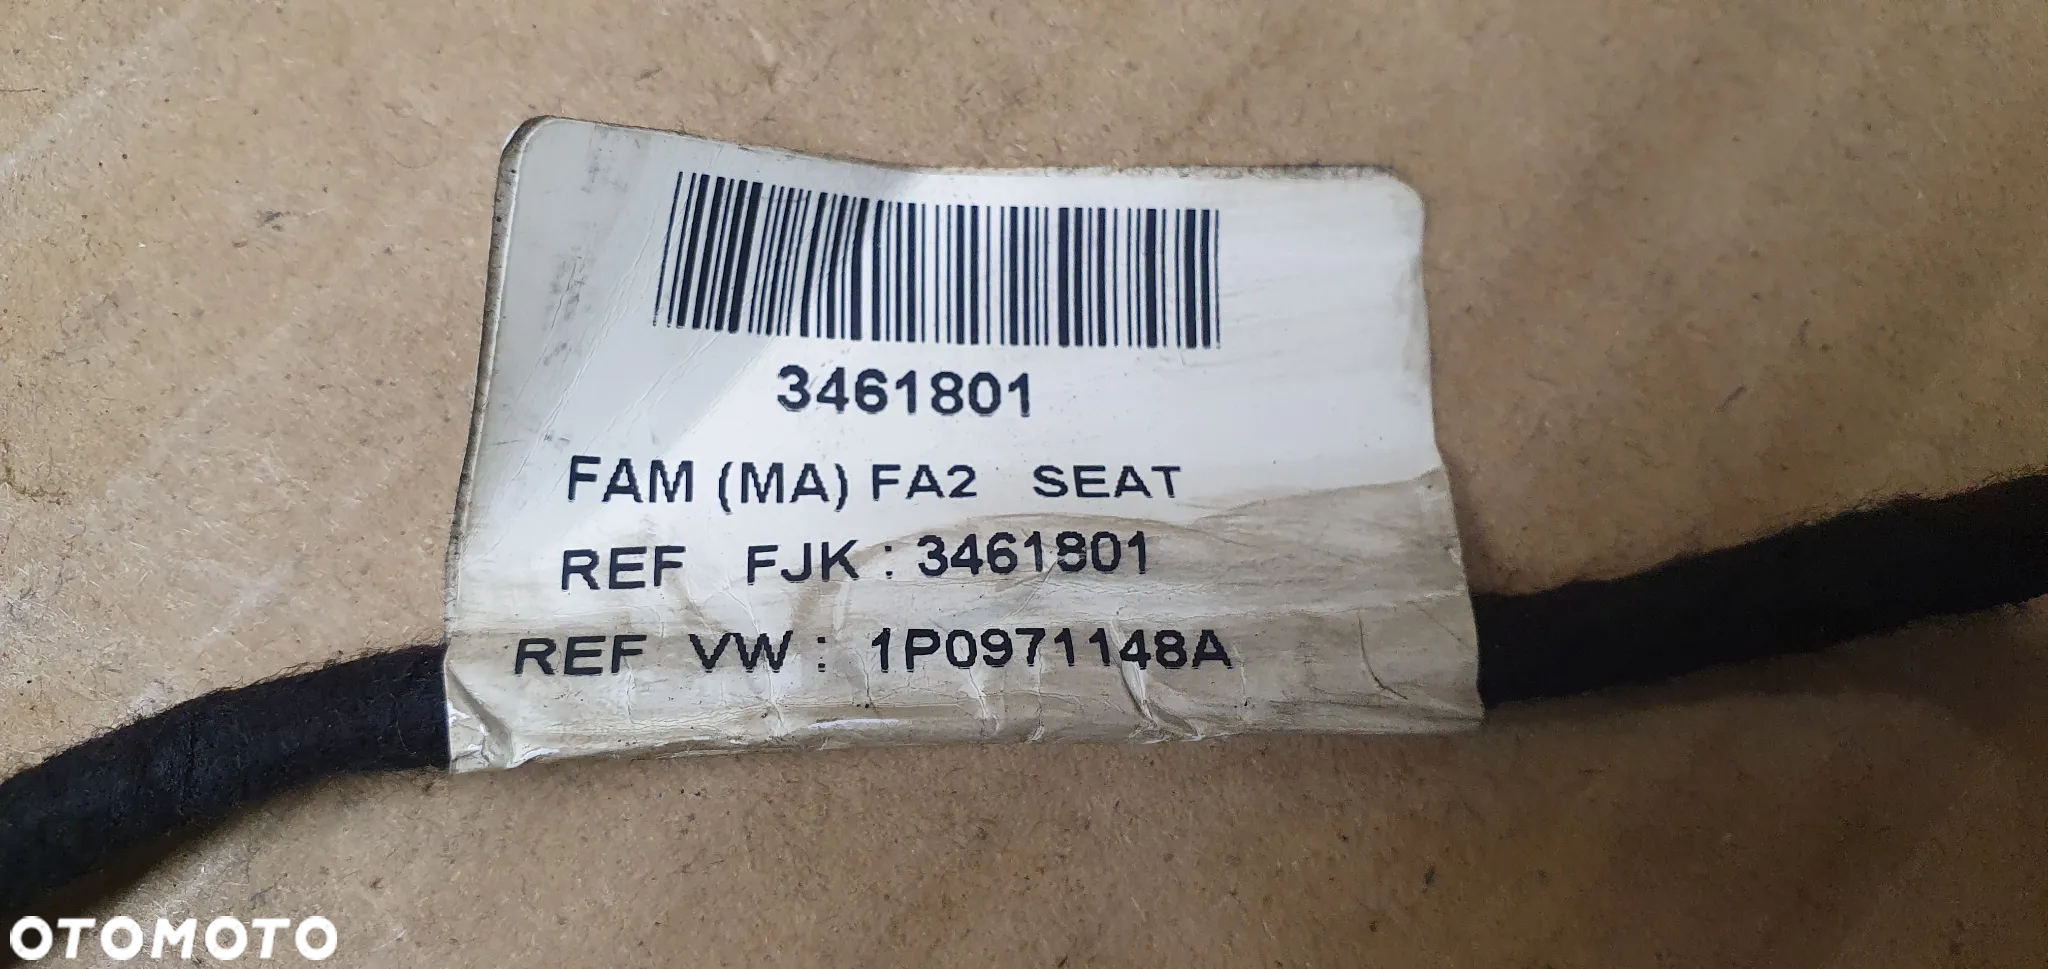 3461801
FAM (MA) FA2 SEAT
REF FJK : 3461801
REF VW : 1P0971148A
OTOMOTO